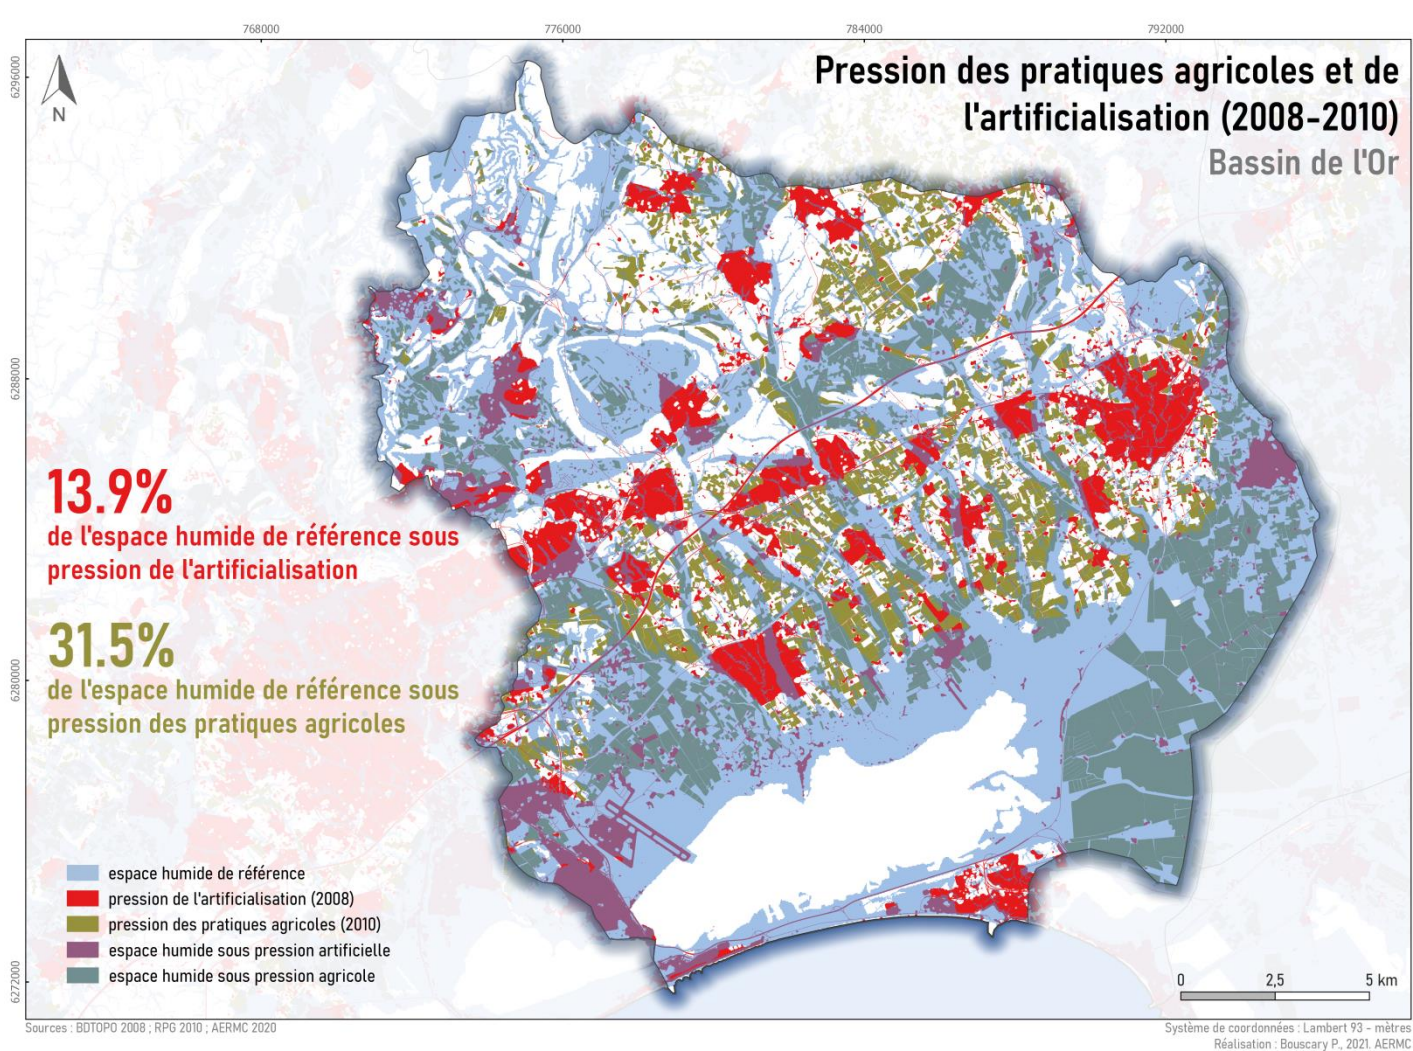 768000
776000
784000
792000
6296000
6288000
6280000
6272000
N
Pression des pratiques agricoles et de
l'artificialisation (2008-2010)
Bassin de l'Or
13.9%
de l'espace humide de référence sous
pression de l'artificialisation
31.5%
de l'espace humide de référence sous
pression des pratiques agricoles
espace humide de référence
pression de l'artificialisation (2008)
pression des pratiques agricoles (2010)
espace humide sous pression artificielle
espace humide sous pression agricole
0 2,5 5 km
Sources : BDTOPO 2008 ; RPG 2010 ; AERMC 2020
Système de coordonnées : Lambert 93 - mètres
Réalisation : Bouscary P., 2021. AERMC